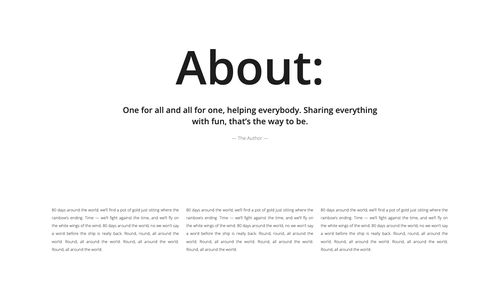 About:
One for all and all for one, helping everybody. Sharing everything
with fun, that's the way to be.
— The Author —
80 days around the world, we'll find a pot of gold just sitting where the
rainbow's ending. Time — we'll fight against the time, and we'll fly on
the white wings of the wind. 80 days around the world, no we won't say
a word before the ship is really back. Round, round, all around the
world. Round, all around the world. Round, all around the world.
Round, all around the world.
80 days around the world, we'll find a pot of gold just sitting where the
rainbow's ending. Time — we'll fight against the time, and we'll fly on
the white wings of the wind. 80 days around the world, no we won't say
a word before the ship is really back. Round, round, all around the
world. Round, all around the world. Round, all around the world.
Round, all around the world.
80 days around the world, we'll find a pot of gold just sitting where the
rainbow's ending. Time — we'll fight against the time, and we'll fly on
the white wings of the wind. 80 days around the world, no we won't say
a word before the ship is really back. Round, round, all around the
world. Round, all around the world. Round, all around the world.
Round, all around the world.